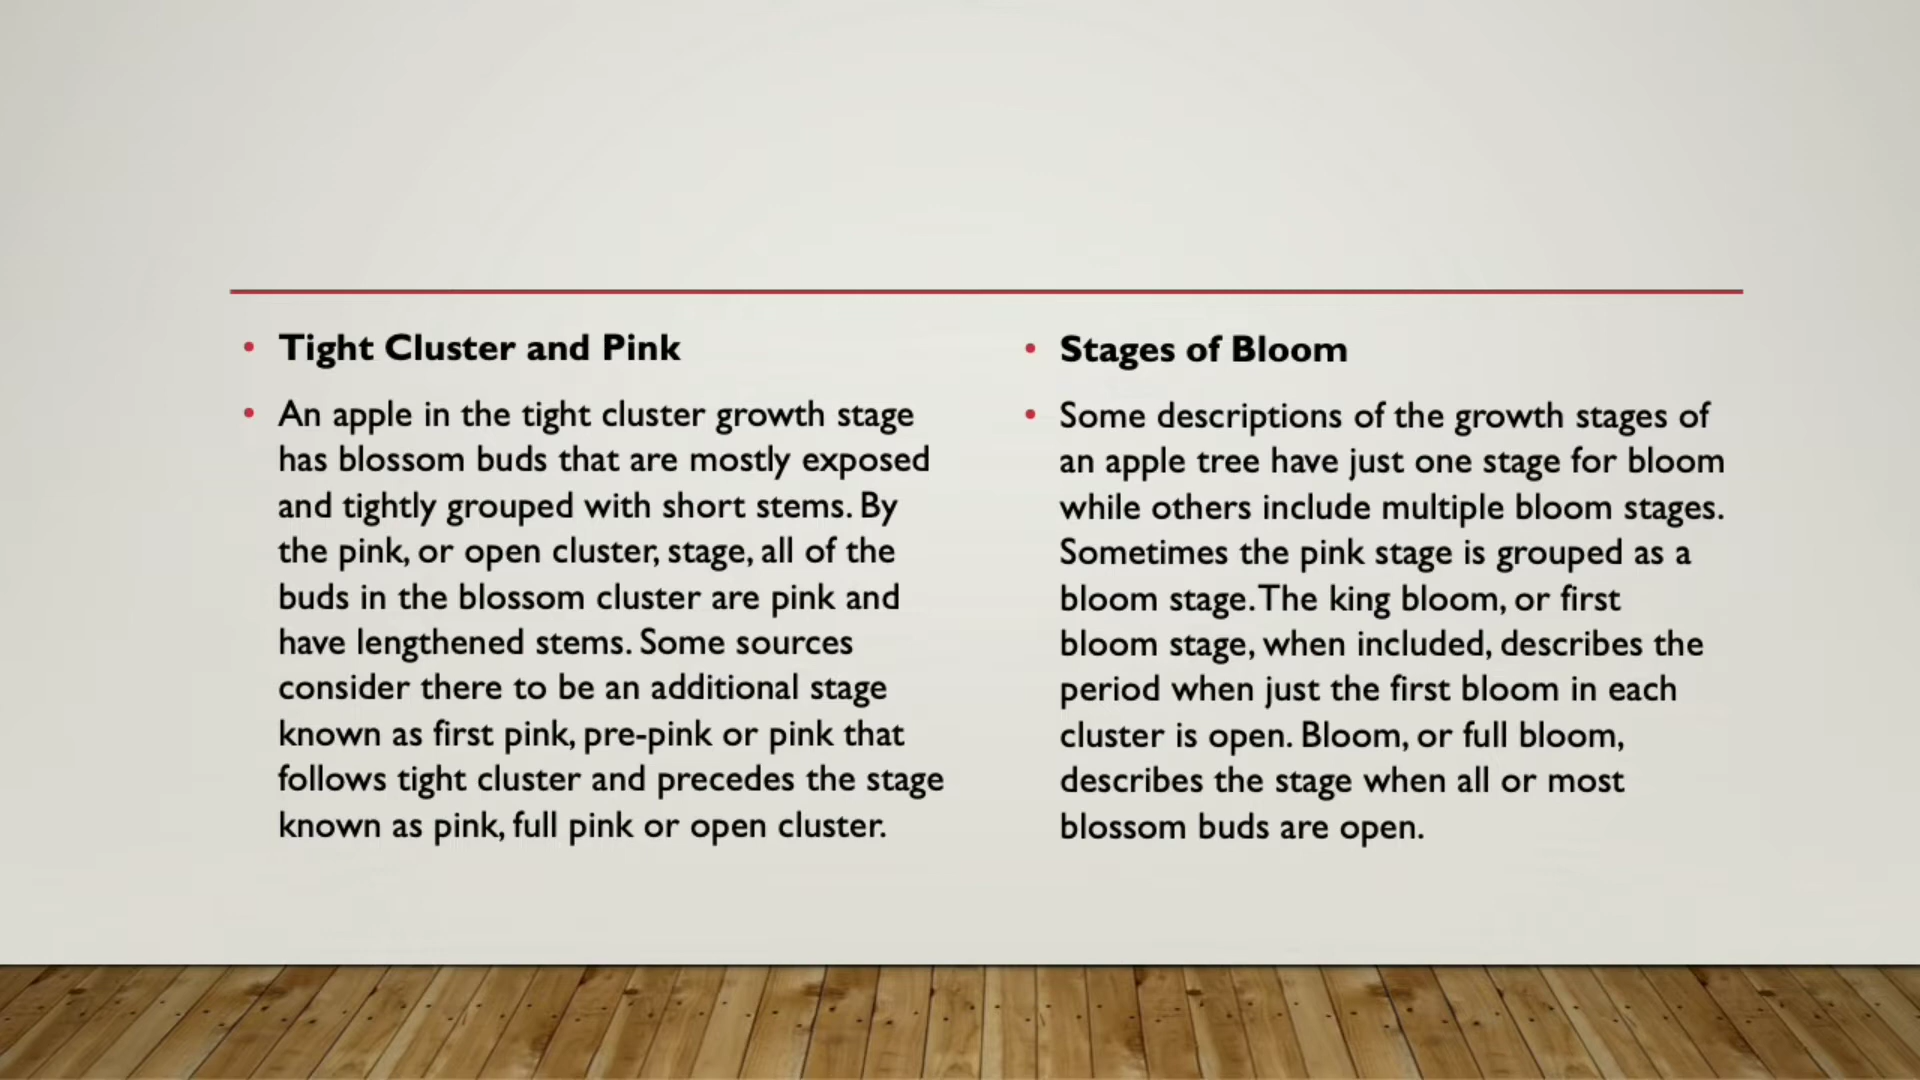 Tight Cluster and Pink
An apple in the tight cluster growth stage
has blossom buds that are mostly exposed
and tightly grouped with short stems. By
the pink, or open cluster, stage, all of the
buds in the blossom cluster are pink and
have lengthened stems. Some sources
consider there to be an additional stage
known as first pink, pre-pink or pink that
follows tight cluster and precedes the stage
known as pink, full pink or open cluster.
Stages of Bloom
Some descriptions of the growth stages of
an apple tree have just one stage for bloom
while others include multiple bloom stages.
Sometimes the pink stage is grouped as a
bloom stage. The king bloom, or first
bloom stage, when included, describes the
period when just the first bloom in each
cluster is open. Bloom, or full bloom,
describes the stage when all or most
blossom buds are open.